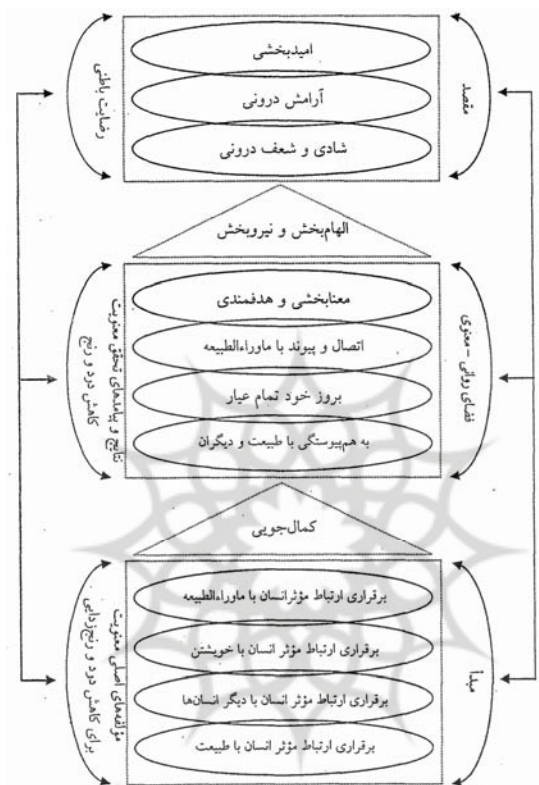 امیدبخشی
آرامش درونی
شادی و شعف درونی
مقصد
رضایت باطنی
الهام‌بخش و نیروبخش
معنابخشی و هدفمندی
اتصال و پیوند با ماوراءالطبیعه
بروز خود تمام عیار
به هم‌پیوستگی با طبیعت و دیگران
فضای روانی – معنوی
نتایج و پیامدهای تحقق معنویت
کاهش درد و رنج
کمال‌جویی
برقراری ارتباط مؤثرانسان با ماوراءالطبیعه
برقراری ارتباط مؤثر انسان با خویشتن
برقراری ارتباط مؤثر انسان با دیگر انسان‌ها
برقراری ارتباط مؤثر انسان با طبیعت
مبدأ
مؤلفه‌های اصلی معنویت
برای کاهش درد و رنج‌زدایی